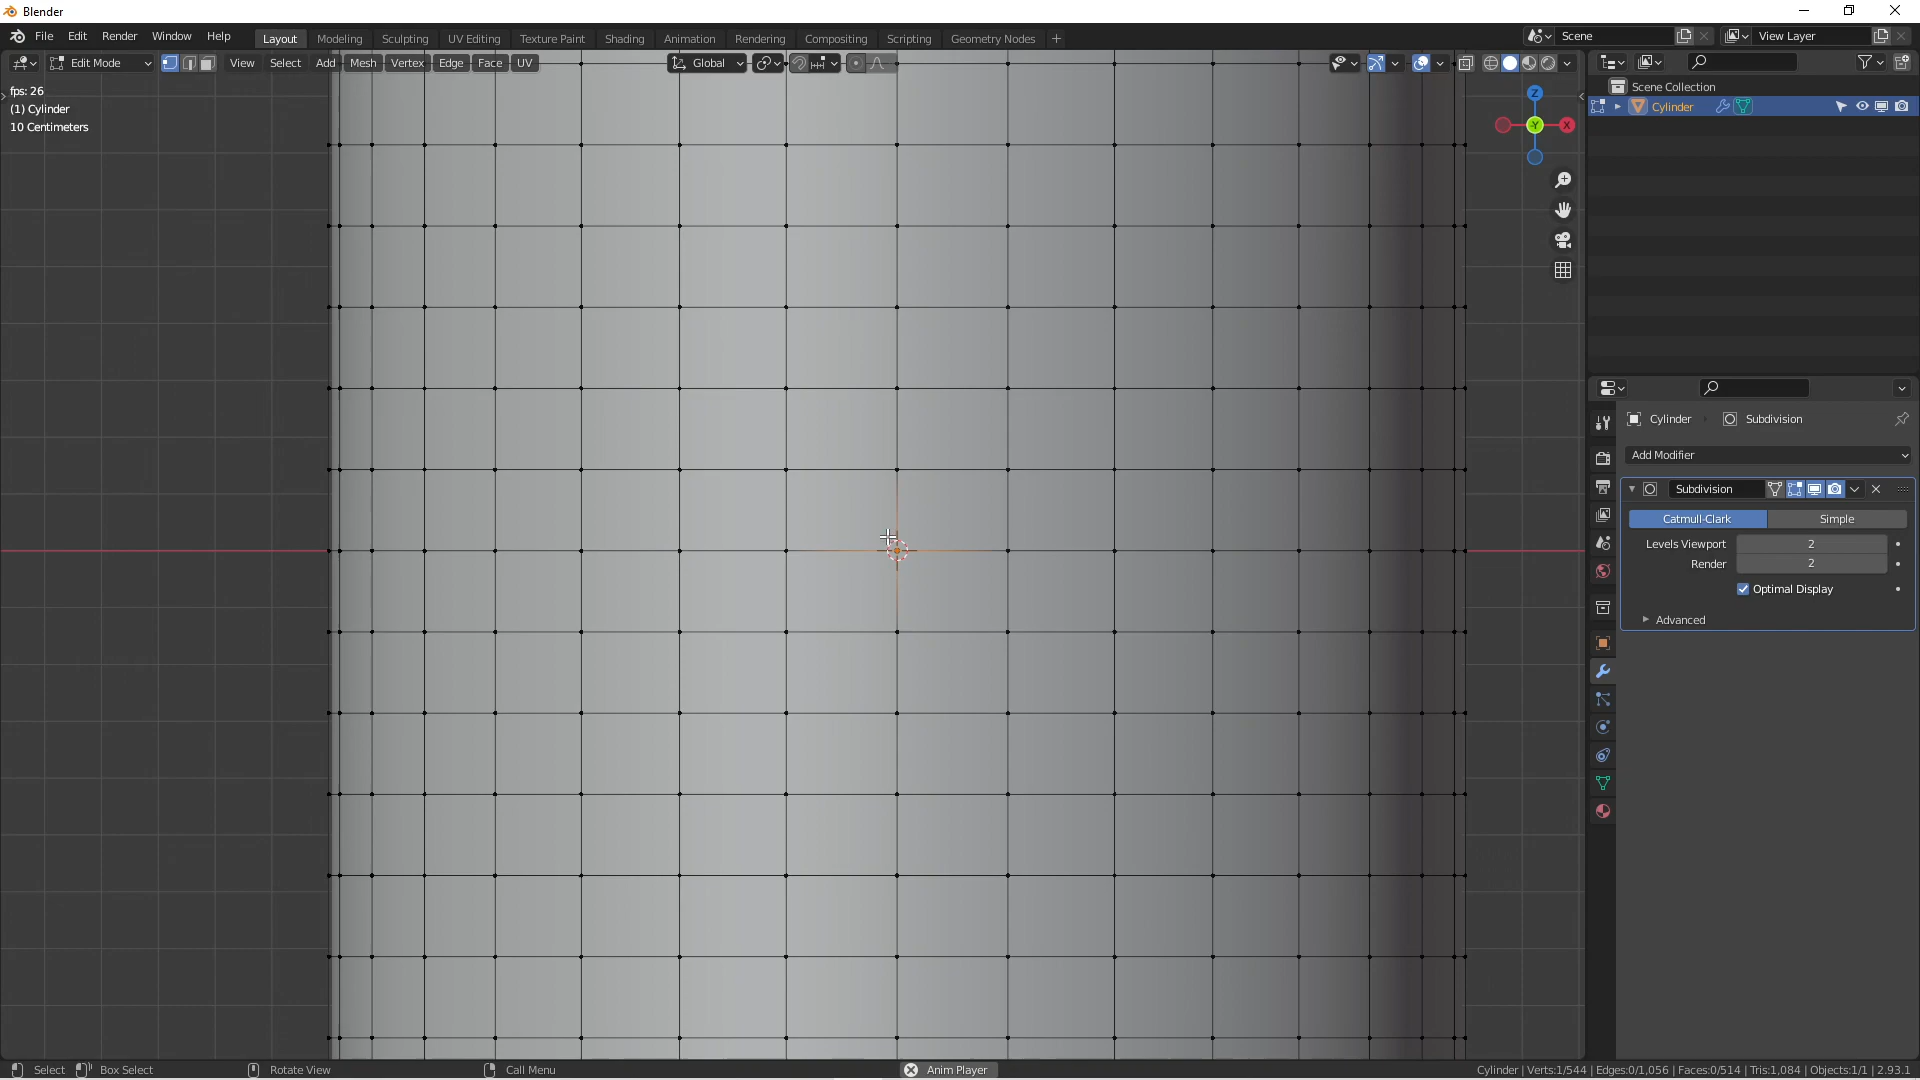 Blender
File Edit Render Window Help Layout Modeling Sculpting UV Editing Texture Paint Shading Animation Rendering Compositing Scripting Geometry Nodes + Scene View Layer
Edit Mode View Select Add Mesh Vertex Edge Face UV Global
fps: 26
(1) Cylinder
10 Centimeters
Z
-Y
X
Scene Collection
Cylinder
Cylinder Subdivision
Add Modifier
Subdivision
Catmull-Clark Simple
Levels Viewport 2
Render 2
Optimal Display
Advanced
Select Box Select Rotate View Call Menu Anim Player Cylinder | Verts:1/544 | Edges:0/1,056 | Faces:0/514 | Tris:1,084 | Objects:1/1 | 2.93.1